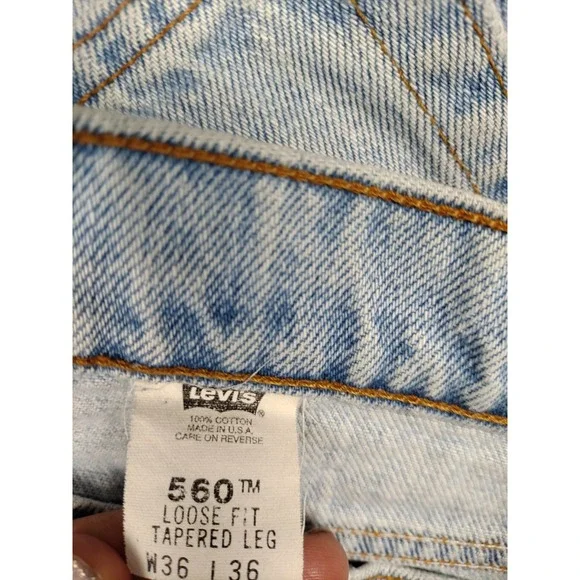 Levi's ®
100% COTTON
MADE IN U.S.A.
CARE ON REVERSE
560™
LOOSE FIT
TAPERED LEG
W36 L36